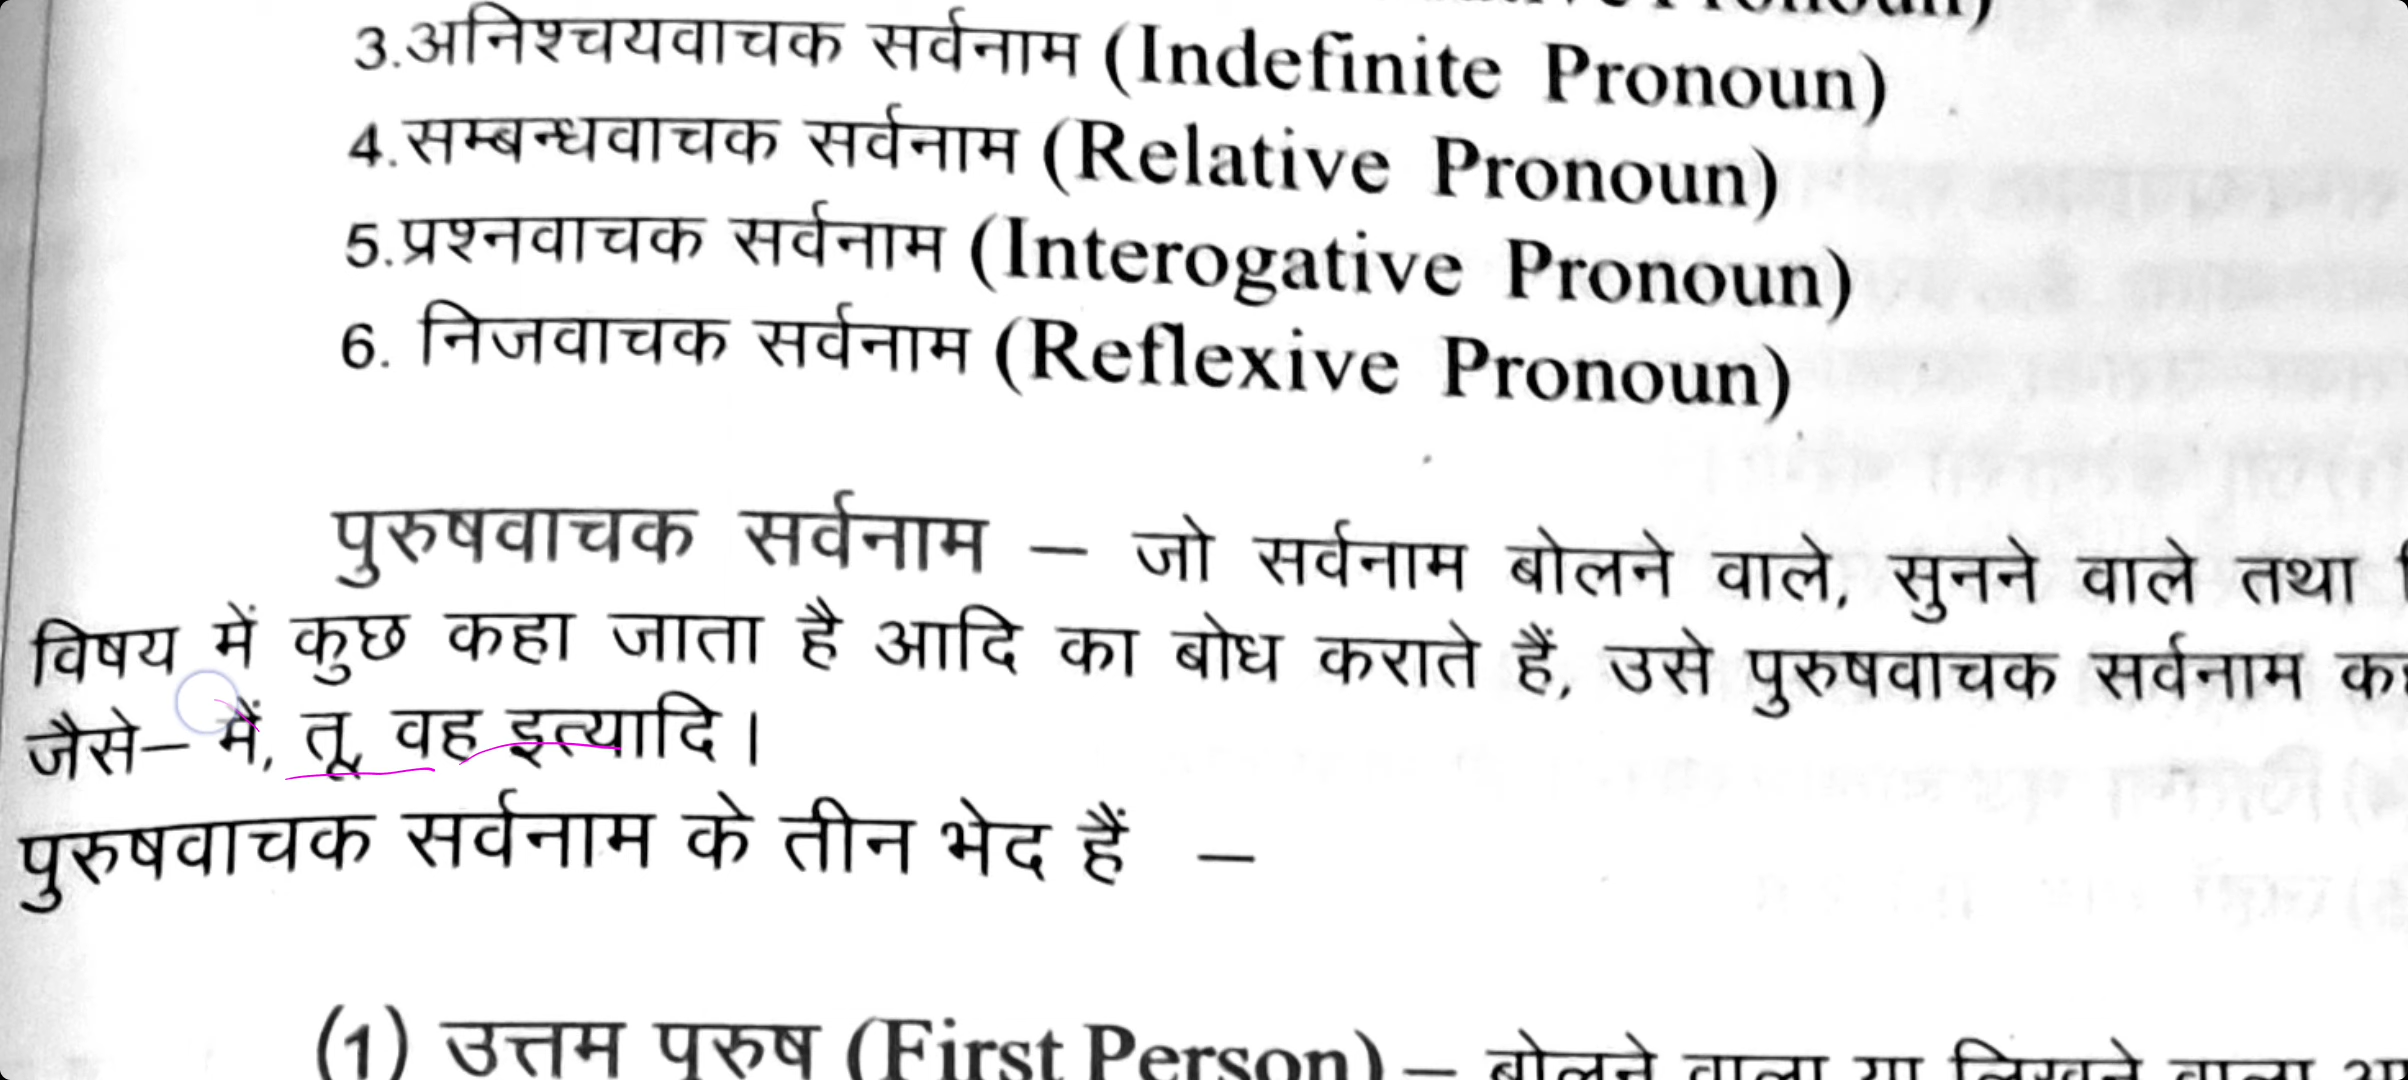 Pronoun)
3.अनिश्चयवाचक सर्वनाम (Indefinite Pronoun)
4.सम्बन्धवाचक सर्वनाम (Relative Pronoun)
5.प्रश्नवाचक सर्वनाम (Interogative Pronoun)
6. निजवाचक सर्वनाम (Reflexive Pronoun)
पुरुषवाचक सर्वनाम – जो सर्वनाम बोलने वाले, सुनने वाले तथा
विषय में कुछ कहा जाता है आदि का बोध कराते हैं, उसे पुरुषवाचक सर्वनाम
जैसे– में, तू, वह इत्यादि।
पुरुषवाचक सर्वनाम के तीन भेद हैं –
(1) उत्तम पुरुष (First Person) – बोलने वाला या लिखने वाला